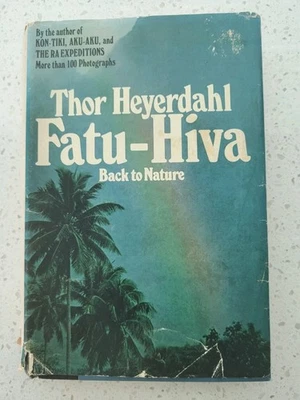 By the author of
KON-TIKI, AKU-AKU, and
THE RA EXPEDITIONS
More than 100 Photographs
Thor Heyerdahl
Fatu-Hiva
Back to Nature